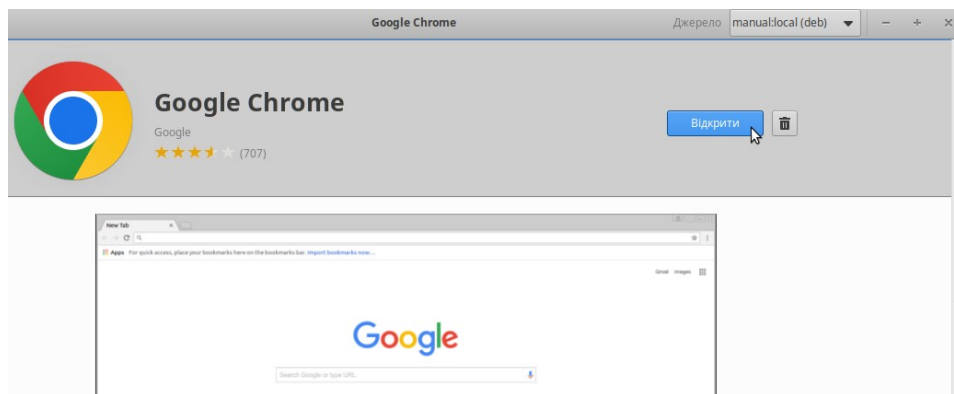 Google Chrome
Джерело manual:local (deb)
Google Chrome
Google
(707)
Відкрити
New Tab
Apps For quick access, place your bookmarks here on the bookmarks bar. Import bookmarks now...
Gmail Images
Google
Search Google or type URL